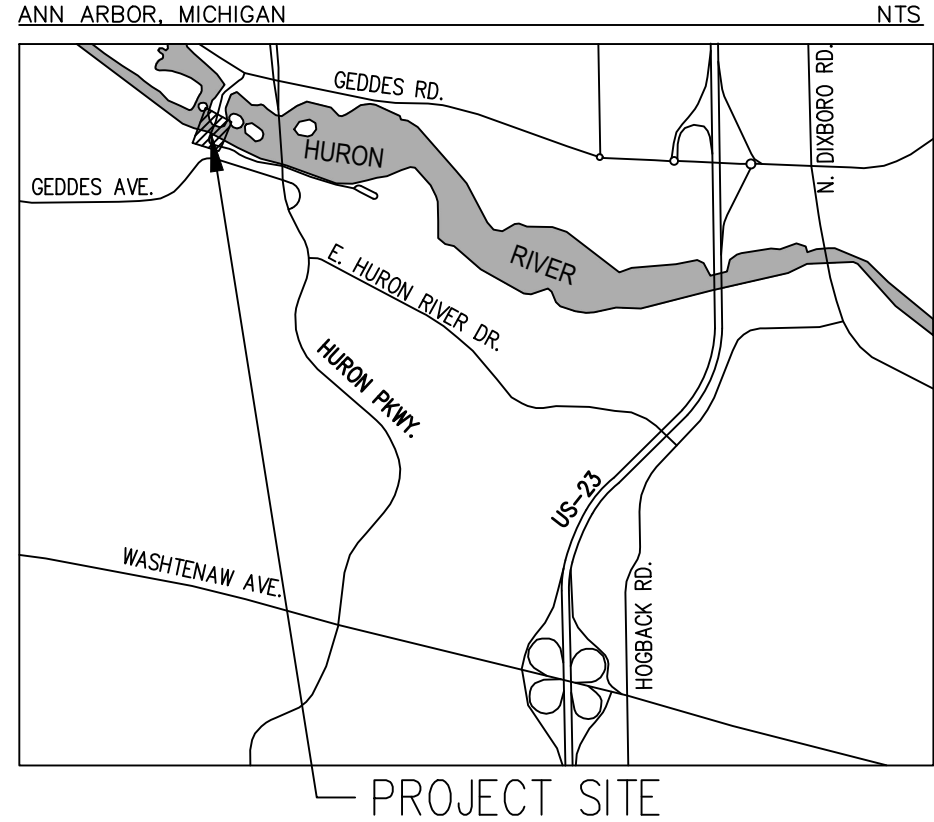 ANN ARBOR, MICHIGAN NTS
GEDDES RD.
N. DIXBORO RD.
HURON
GEDDES AVE.
RIVER
E. HURON RIVER DR.
HURON PKWY.
US-23
WASHTENAW AVE.
HOGBACK RD.
PROJECT SITE